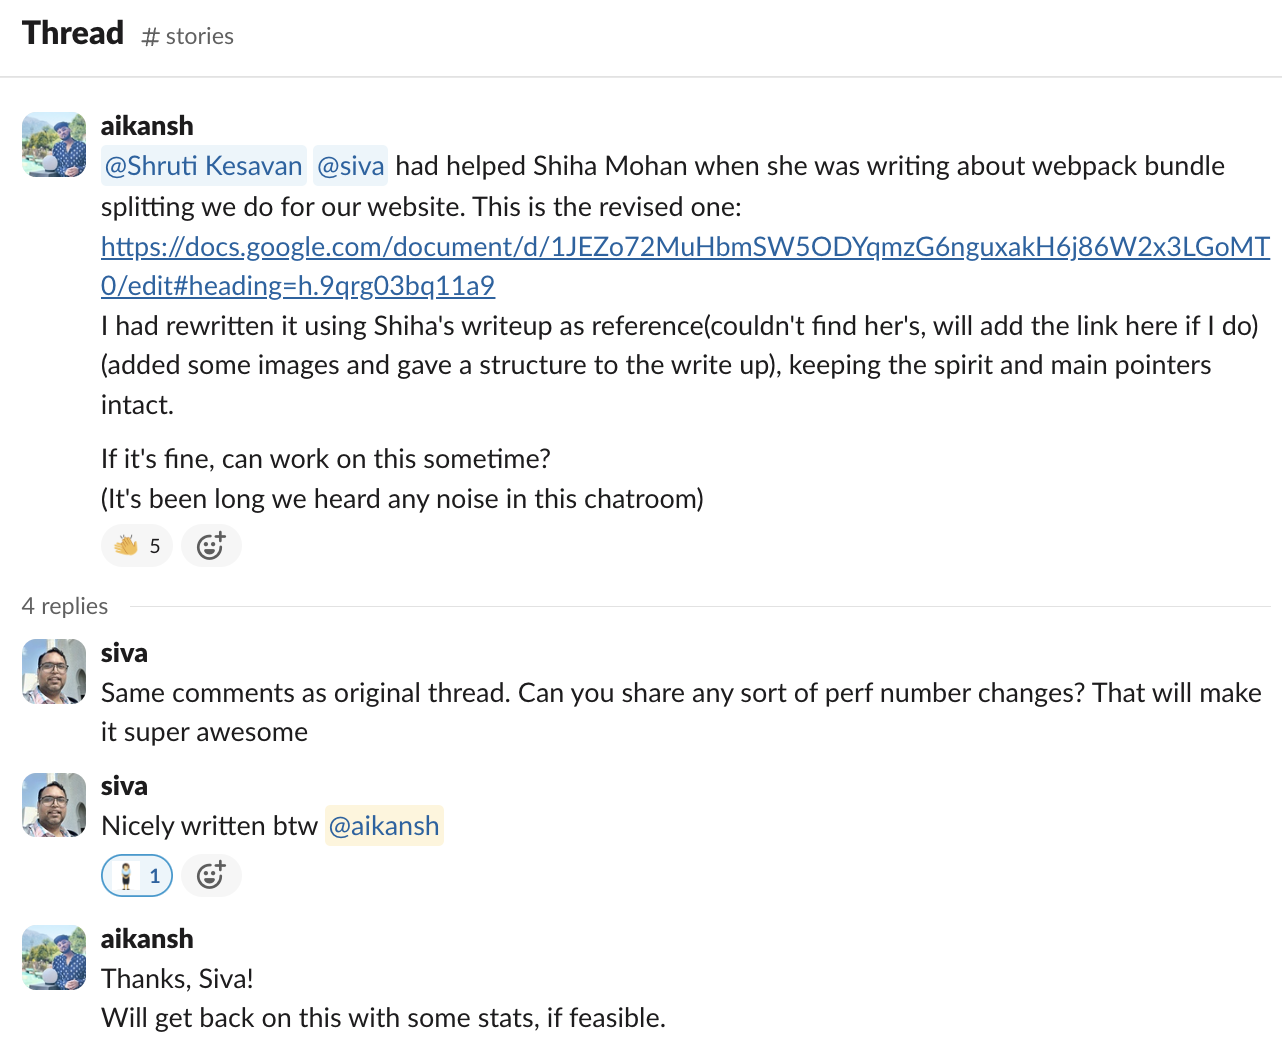 Thread # stories
aikansh
@Shruti Kesavan @siva had helped Shiha Mohan when she was writing about webpack bundle
splitting we do for our website. This is the revised one:
https://docs.google.com/document/d/1JEZo72MuHbmSW5ODYqmzG6nguxakH6j86W2x3LGoMT
0/edit#heading=h.9qrg03bq11a9
I had rewritten it using Shiha's writeup as reference(couldn't find her's, will add the link here if I do)
(added some images and gave a structure to the write up), keeping the spirit and main pointers
intact.
If it's fine, can work on this sometime?
(It's been long we heard any noise in this chatroom)
5
4 replies
siva
Same comments as original thread. Can you share any sort of perf number changes? That will make
it super awesome
siva
Nicely written btw @aikansh
1
aikansh
Thanks, Siva!
Will get back on this with some stats, if feasible.